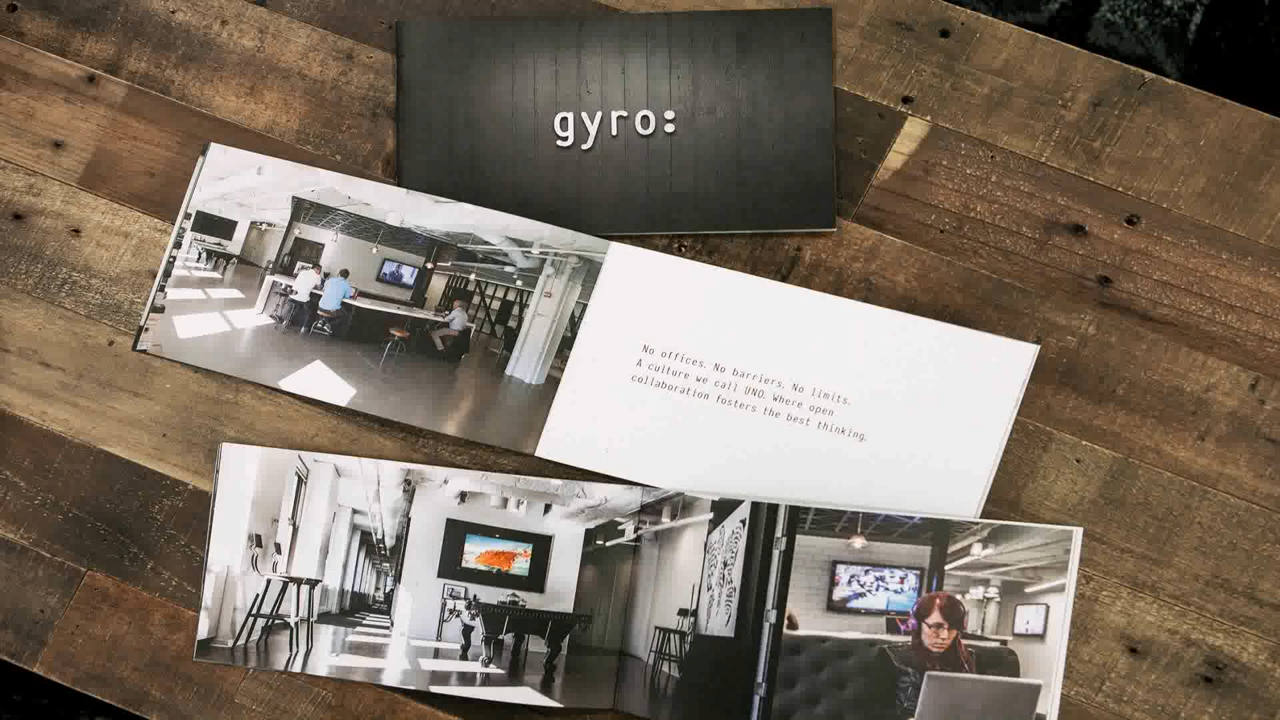 gyro:
No offices. No barriers. No limits.
A culture we call UNO. Where open
collaboration fosters the best thinking.